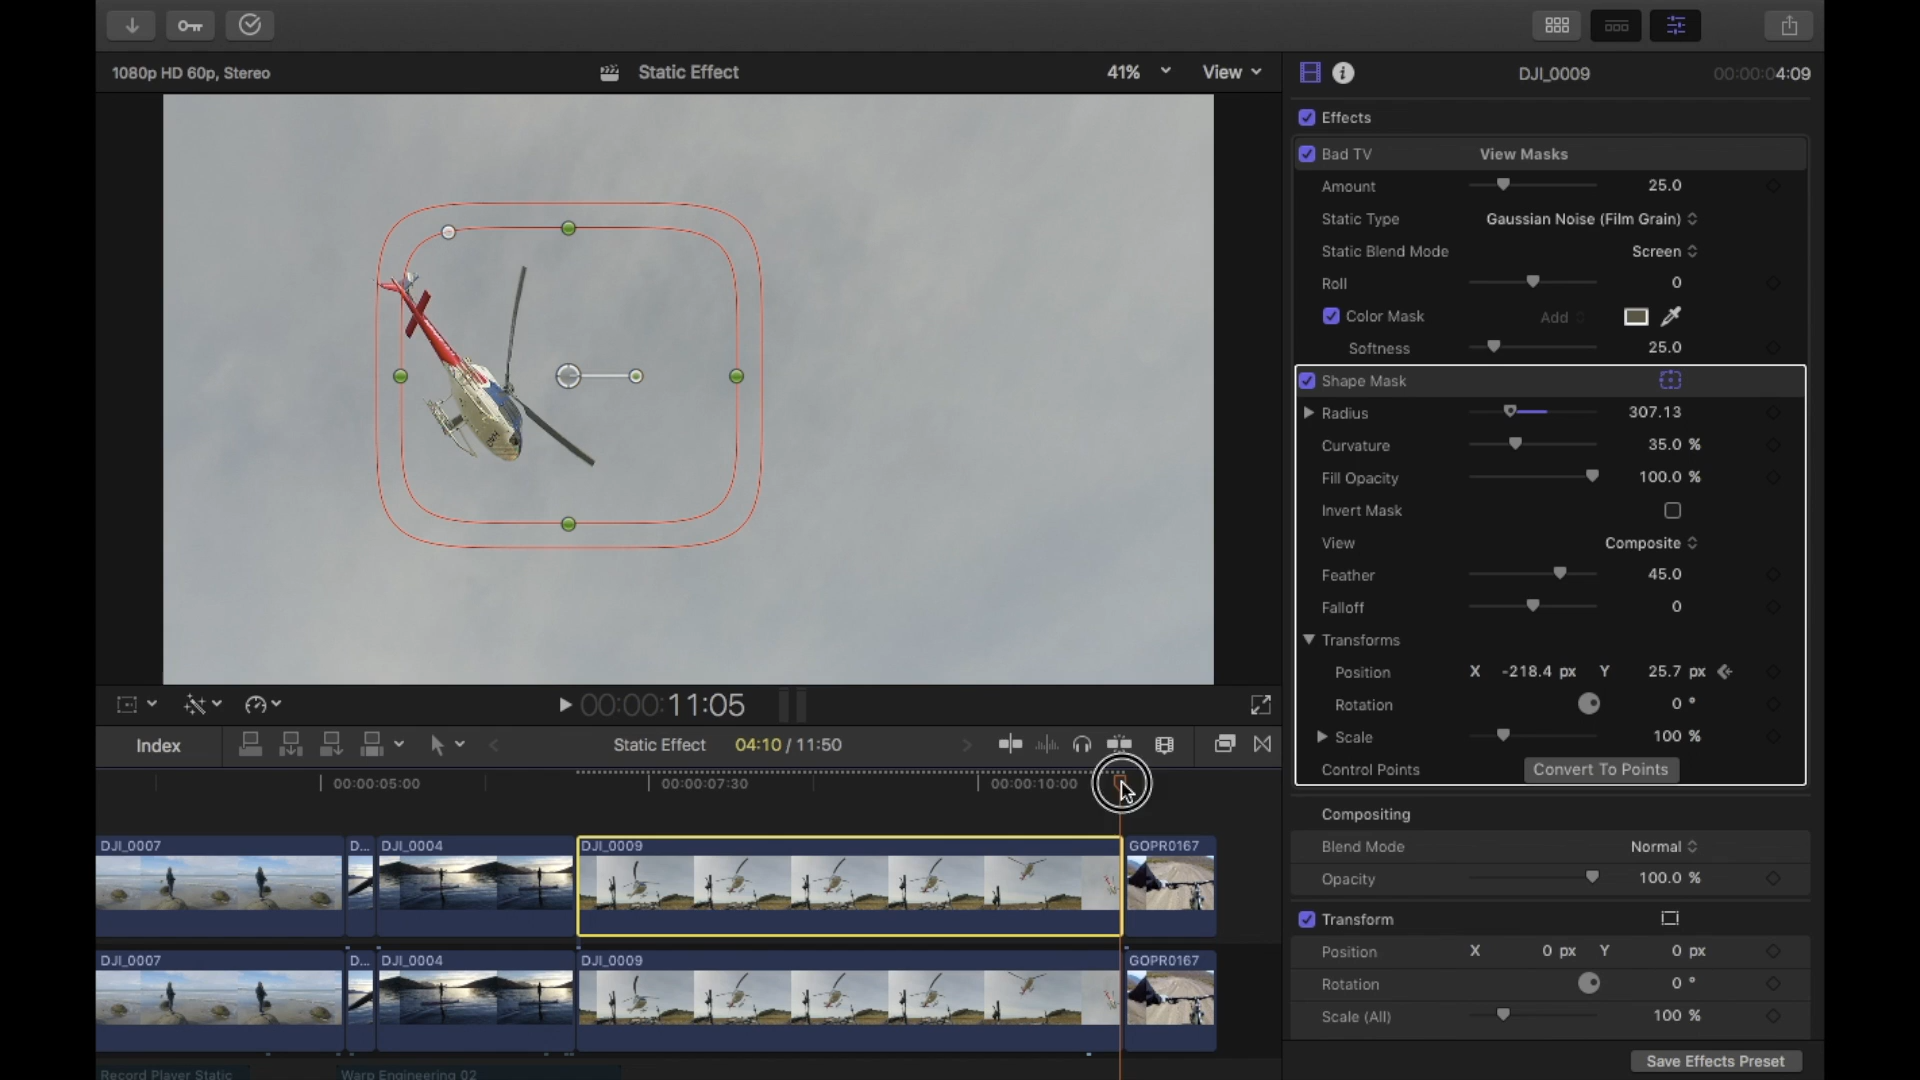 1080p HD 60p, Stereo
Static Effect
41%
View
DJI_0009
00:00:04:09
Effects
Bad TV
View Masks
Amount
25.0
Static Type
Gaussian Noise (Film Grain)
Static Blend Mode
Screen
Roll
0
Color Mask
Add
Softness
25.0
Shape Mask
Radius
307.13
Curvature
35.0 %
Fill Opacity
100.0 %
Invert Mask
View
Composite
Feather
45.0
Falloff
0
Transforms
Position
X -218.4 px Y 25.7 px
Rotation
0 °
Scale
100 %
Control Points
Convert To Points
Compositing
Blend Mode
Normal
Opacity
100.0 %
Transform
Position
X 0 px Y 0 px
Rotation
0 °
Scale (All)
100 %
Save Effects Preset
00:00:11:05
Index
Static Effect
04:10 / 11:50
00:00:05:00
00:00:07:30
00:00:10:00
DJI_0007
D...
DJI_0004
DJI_0009
GOPR0167
DJI_0007
D...
DJI_0004
DJI_0009
GOPR0167
Record Player Static
Warp Engineering 02